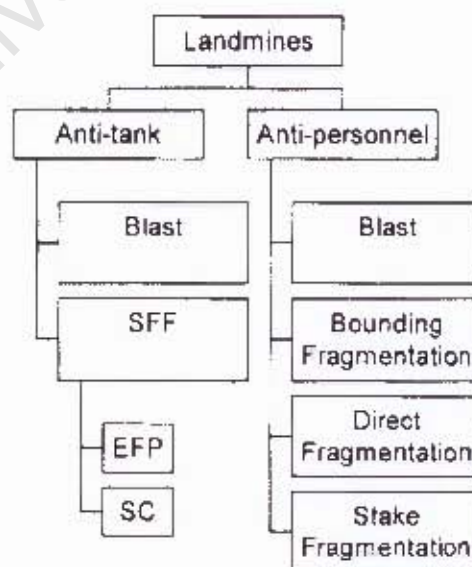 Landmines
Anti-tank
Anti-personnel
Blast
SFF
EFP
SC
Blast
Bounding
Fragmentation
Direct
Fragmentation
Stake
Fragmentation